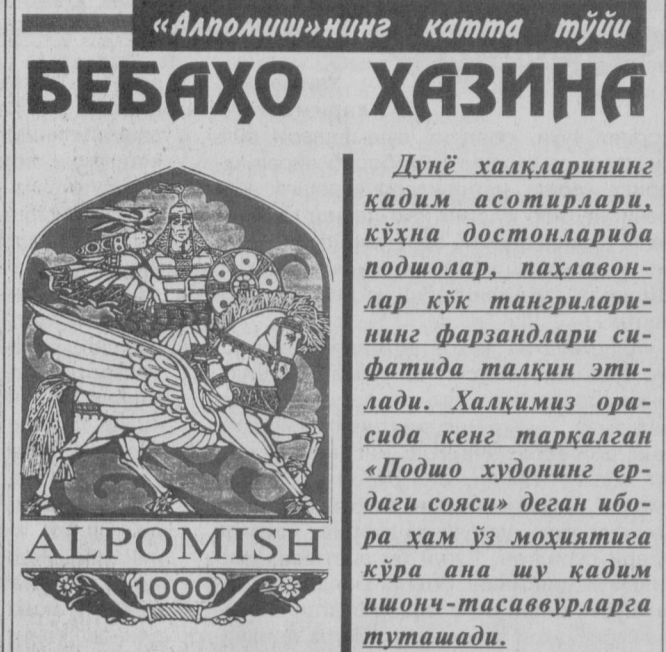 «Алпомиш»нинг катта тўйи
БЕБАҲО ХАЗИНА
Дунё халқларининг
қадим асотирлари,
кўҳна достонларида
подшолар, паҳлавон-
лар кўк тангрилари-
нинг фарзандлари си-
фатида талқин эти-
лади. Халқимиз ора-
сида кенг тарқалган
«Подшо худонинг ер-
даги сояси» деган ибо-
ра ҳам ўз моҳиятига
кўра ана шу қадим
ишонч-тасаввурларга
туташади.
ALPOMISH
1000